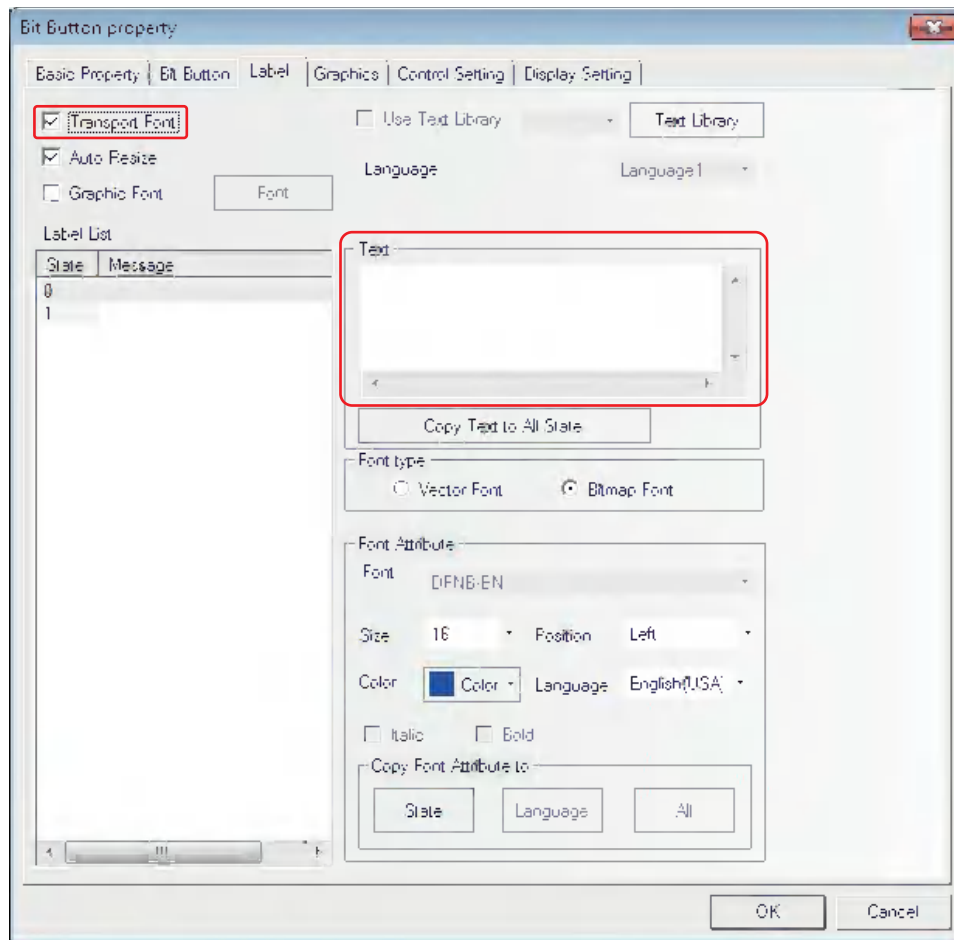 Bit Button property
Basic Property Bit Button Label Graphics Control Setting Display Setting
Transport Font
Use Text Library
Text Library
Auto Resize
Language
Language1
Graphic Font
Font
Label List
State Message
0
1
Text
Copy Text to All State
Font type
Vector Font
Bitmap Font
Font Attribute
Font
DFNB-EN
Size
16
Position
Left
Color
Color
Language
English(USA)
Italic
Bold
Copy Font Attribute to
State
Language
All
OK
Cancel